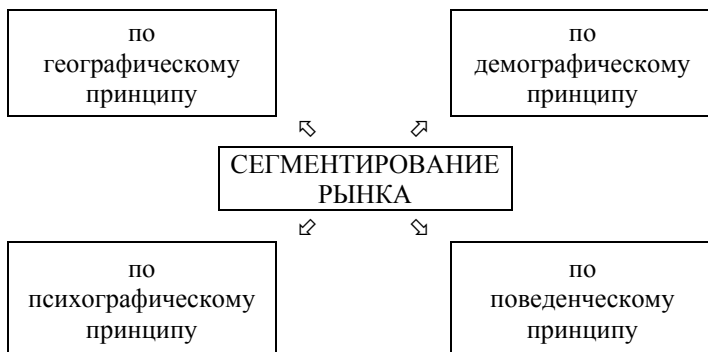 по
географическому
принципу
по
демографическому
принципу
СЕГМЕНТИРОВАНИЕ
РЫНКА
по
психографическому
принципу
по
поведенческому
принципу